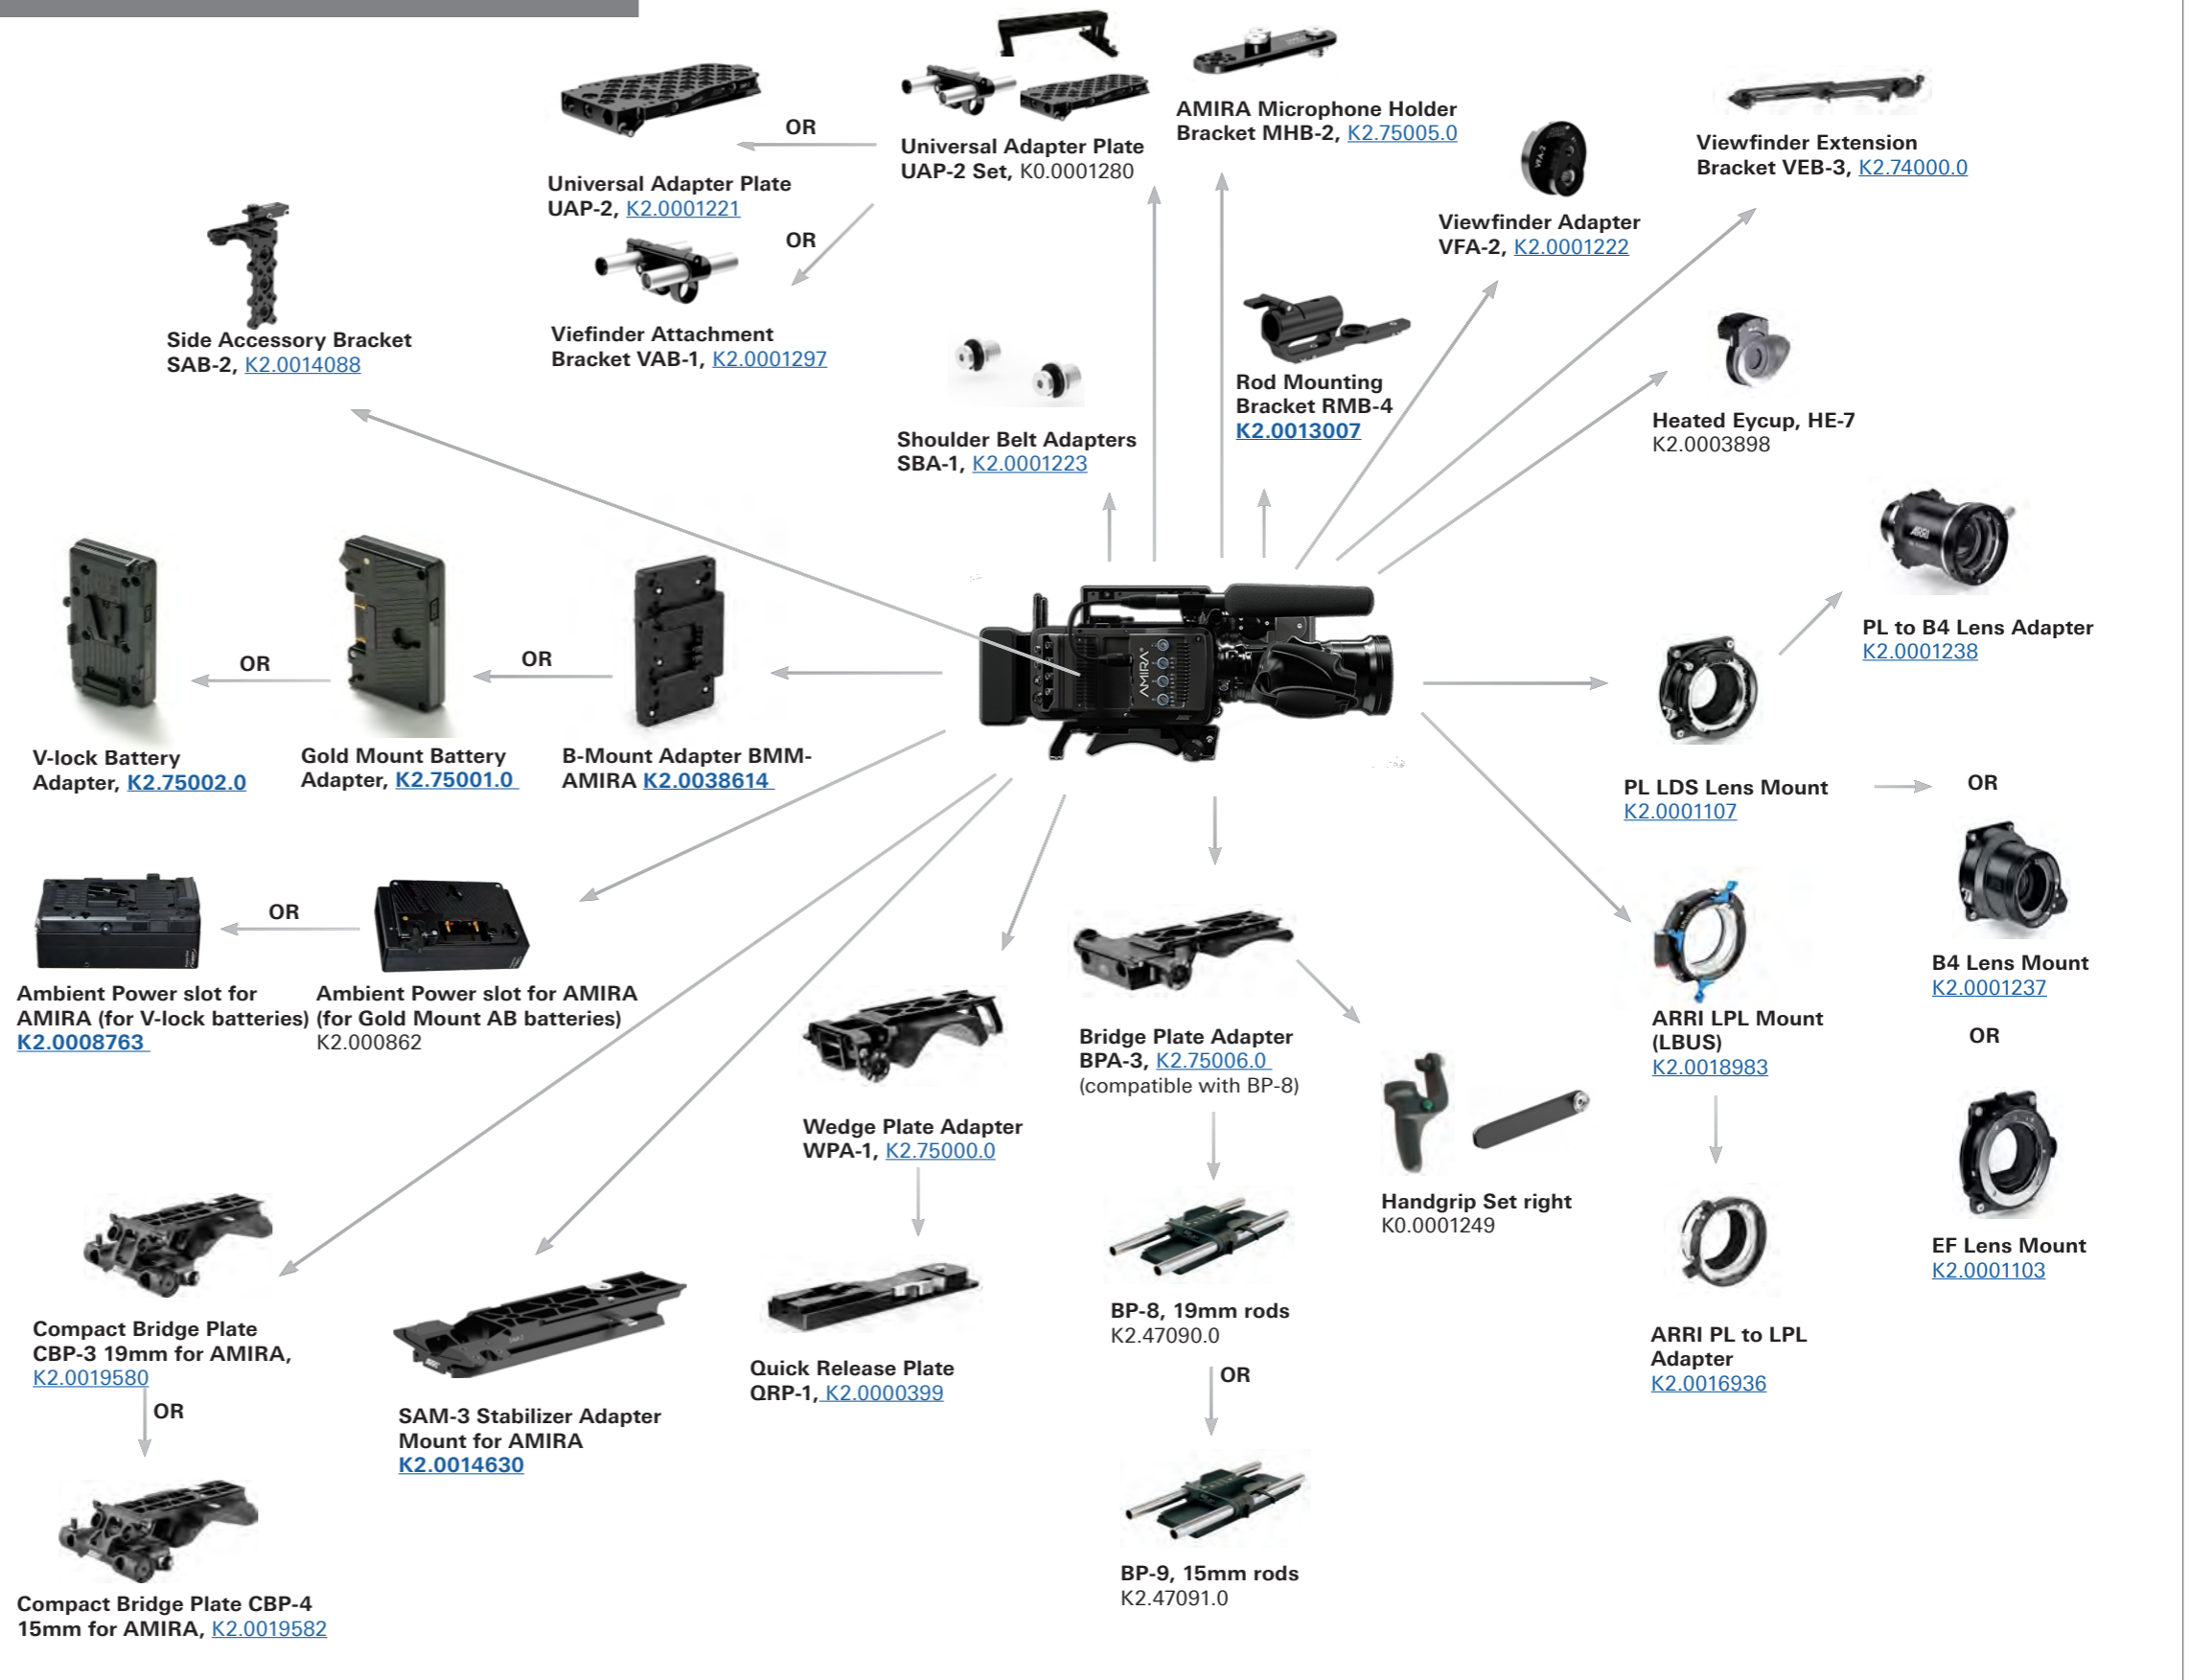 AMIRA Microphone Holder
Bracket MHB-2, K2.75005.0
OR
Universal Adapter Plate
UAP-2 Set, K0.0001280
Viewfinder Extension
Bracket VEB-3, K2.74000.0
VFA-2
Universal Adapter Plate
UAP-2, K2.0001221
Viewfinder Adapter
VFA-2, K2.0001222
OR
Side Accessory Bracket
SAB-2, K2.0014088
Viefinder Attachment
Bracket VAB-1, K2.0001297
Rod Mounting
Bracket RMB-4
K2.0013007
Heated Eycup, HE-7
K2.0003898
Shoulder Belt Adapters
SBA-1, K2.0001223
ARRI
PL to B4 Lens Adapter
K2.0001238
OR
OR
AMIRA
V-lock Battery
Adapter, K2.75002.0
Gold Mount Battery
Adapter, K2.75001.0
B-Mount Adapter BMM-
AMIRA K2.0038614
PL LDS Lens Mount
K2.0001107
OR
OR
B4 Lens Mount
K2.0001237
Ambient Power slot for
AMIRA (for V-lock batteries)
K2.0008763
Ambient Power slot for AMIRA
(for Gold Mount AB batteries)
K2.000862
ARRI LPL Mount
(LBUS)
K2.0018983
OR
Bridge Plate Adapter
BPA-3, K2.75006.0
(compatible with BP-8)
Wedge Plate Adapter
WPA-1, K2.75000.0
Handgrip Set right
K0.0001249
EF Lens Mount
K2.0001103
BP-8, 19mm rods
K2.47090.0
Compact Bridge Plate
CBP-3 19mm for AMIRA,
K2.0019580
ARRI PL to LPL
Adapter
K2.0016936
Quick Release Plate
QRP-1, K2.0000399
OR
OR
SAM-3 Stabilizer Adapter
Mount for AMIRA
K2.0014630
BP-9, 15mm rods
K2.47091.0
Compact Bridge Plate CBP-4
15mm for AMIRA, K2.0019582